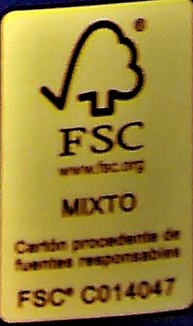 ®
FSC
www.fsc.org
MIXTO
Cartón procedente de
fuentes responsables
FSC® C014047